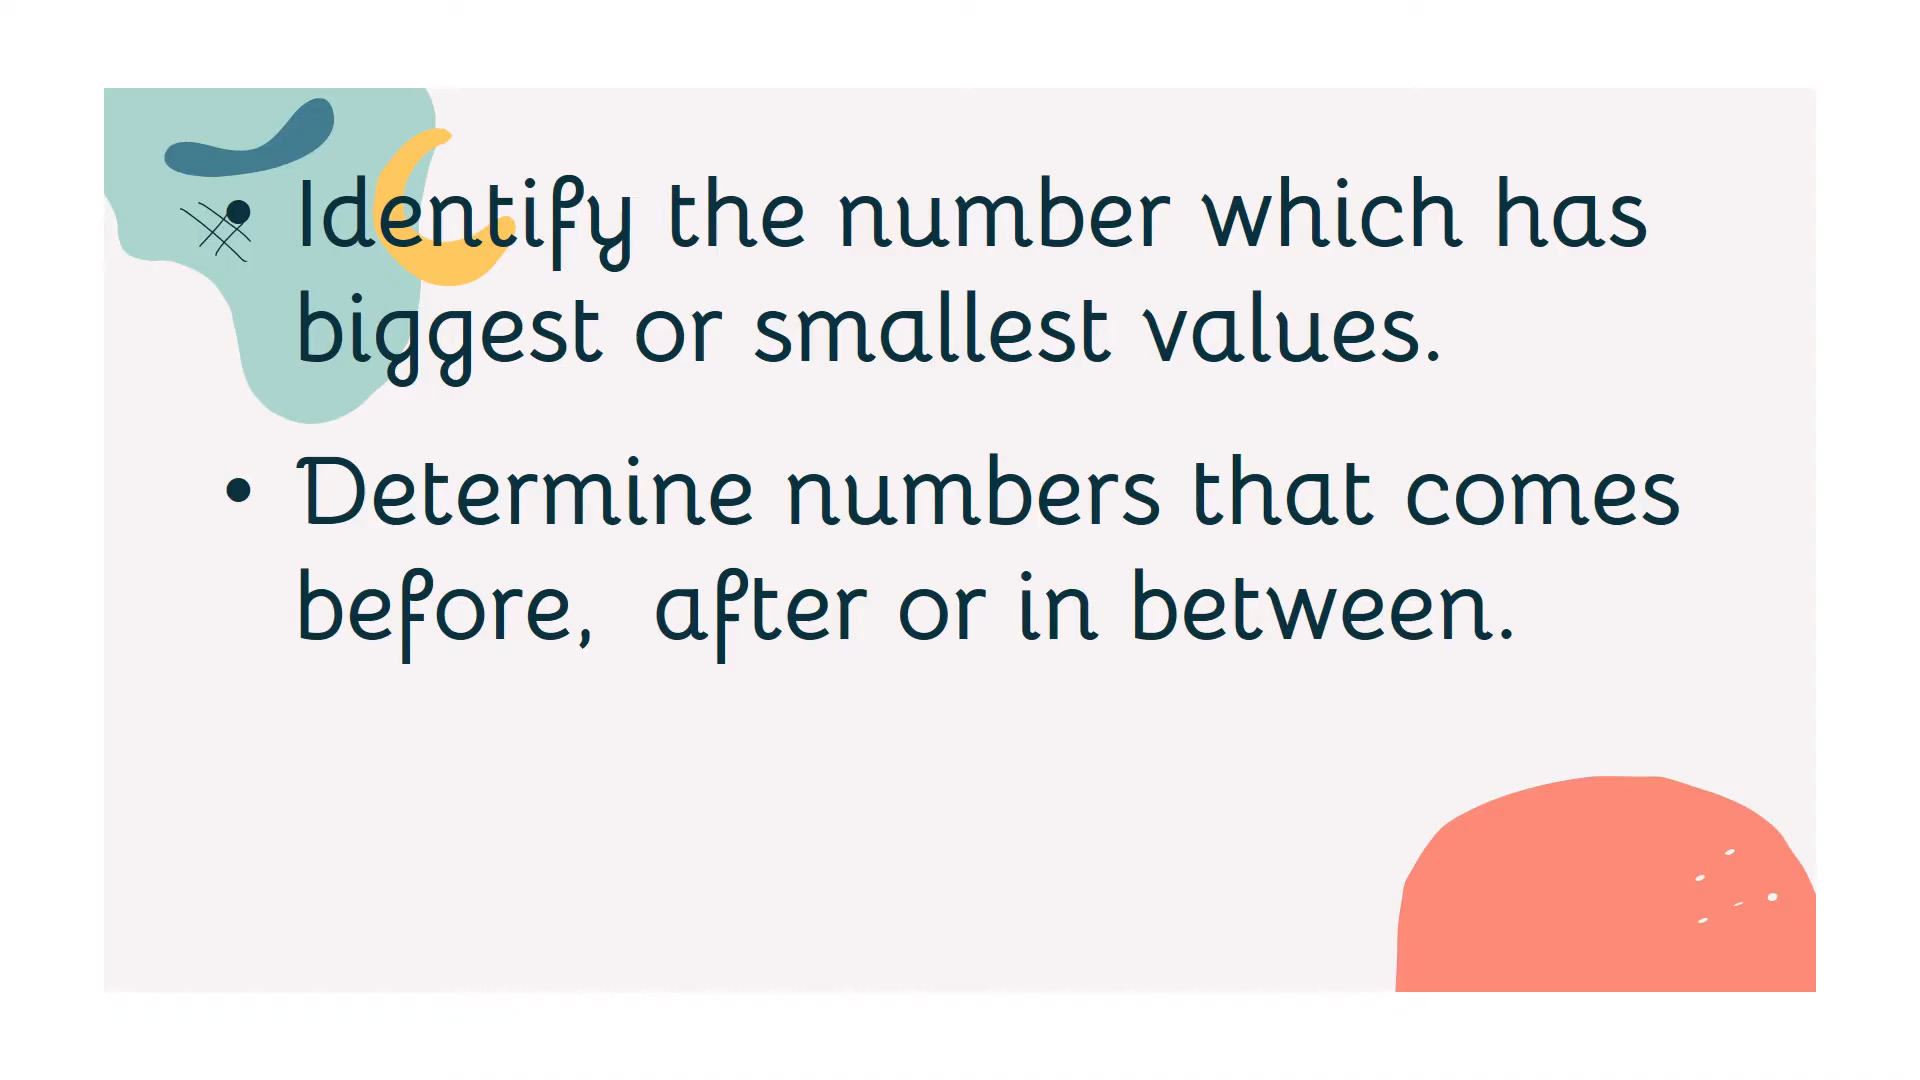 • Identify the number which has
biggest or smallest values.
• Determine numbers that comes
before,  after or in between.